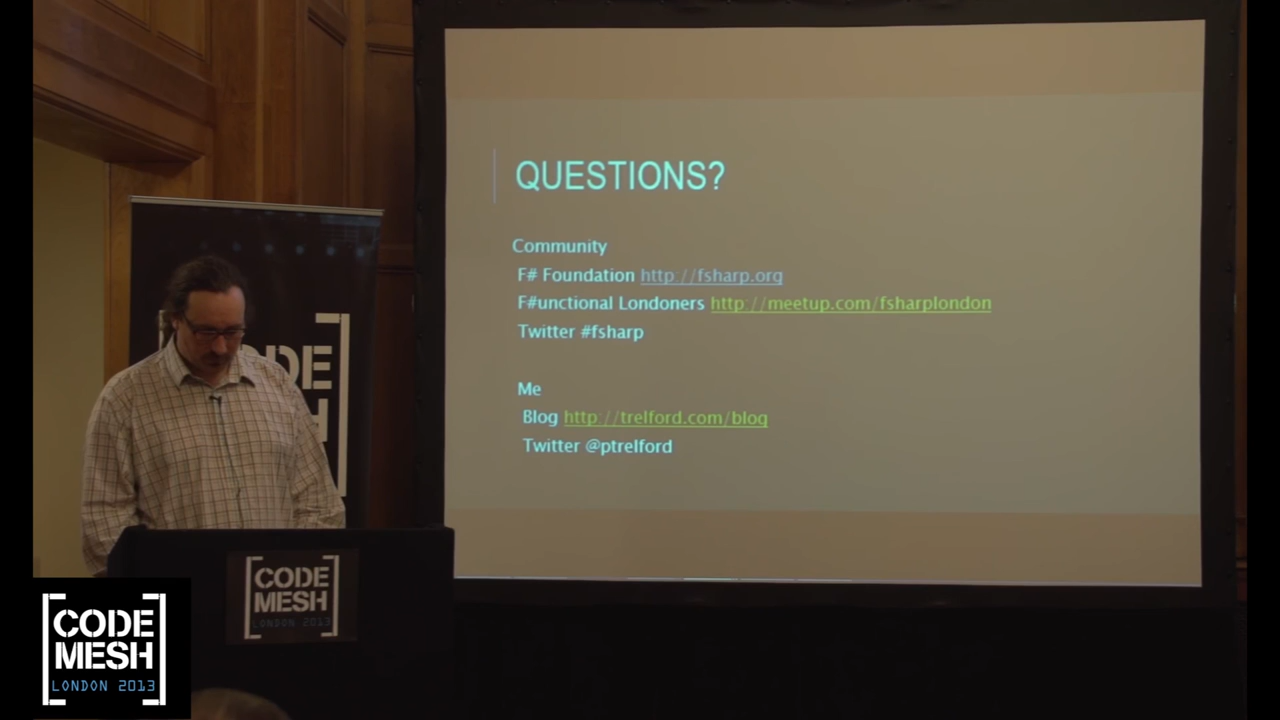 QUESTIONS?
Community
F# Foundation http://fsharp.org
F#unctional Londoners http://meetup.com/fsharplondon
Twitter #fsharp
Me
Blog http://trelford.com/blog
Twitter @ptrelford
CODE
MESH
LONDON 2013
CODE
MESH
LONDON 2013